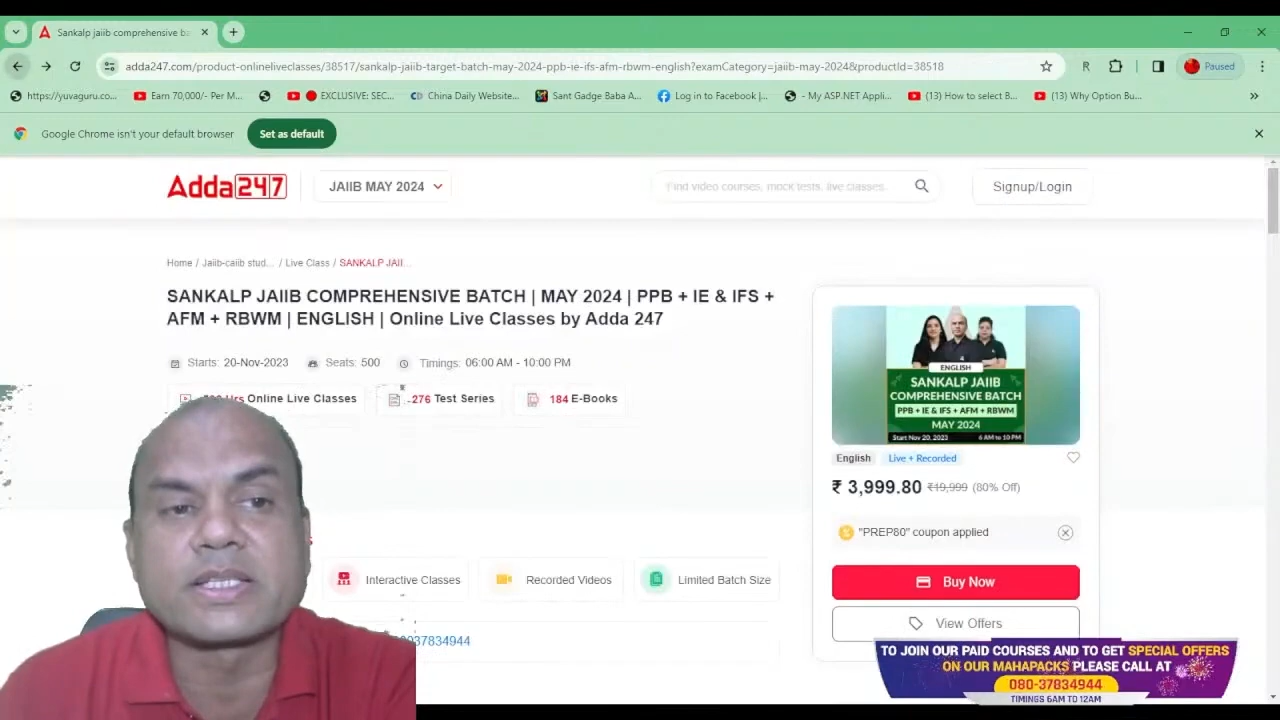 Sankalp jaiib comprehensive ba
adda247.com/product-onlineliveclasses/38517/sankalp-jaiib-target-batch-may-2024-ppb-ie-ifs-afm-rbwm-english?examCategory=jaiib-may-2024&productId=38518
R
Paused
https://yuvaguru.co...
Earn 70,000/- Per M...
EXCLUSIVE: SEC...
China Daily Website...
Sant Gadge Baba A...
Log in to Facebook |...
- My ASP.NET Appli...
(13) How to select B...
(13) Why Option Bu...
Google Chrome isn't your default browser
Set as default
Adda247
JAIIB MAY 2024
Find video courses, mock tests, live classes.
Signup/Login
Home / Jaiib-caiib stud... / Live Class / SANKALP JAII...
SANKALP JAIIB COMPREHENSIVE BATCH | MAY 2024 | PPB + IE & IFS +
AFM + RBWM | ENGLISH | Online Live Classes by Adda 247
Starts: 20-Nov-2023
Seats: 500
Timings: 06:00 AM - 10:00 PM
Hrs Online Live Classes
276 Test Series
184 E-Books
Interactive Classes
Recorded Videos
Limited Batch Size
37834944
ENGLISH
SANKALP JAIIB
COMPREHENSIVE BATCH
PPB + IE & IFS + AFM + RBWM
MAY 2024
Start Nov 20, 2023
6 AM to 10 PM
English
Live + Recorded
₹ 3,999.80 ₹19,999 (80% Off)
"PREP80" coupon applied
Buy Now
View Offers
TO JOIN OUR PAID COURSES AND TO GET SPECIAL OFFERS
ON OUR MAHAPACKS PLEASE CALL AT
080-37834944
TIMINGS 6AM TO 12AM